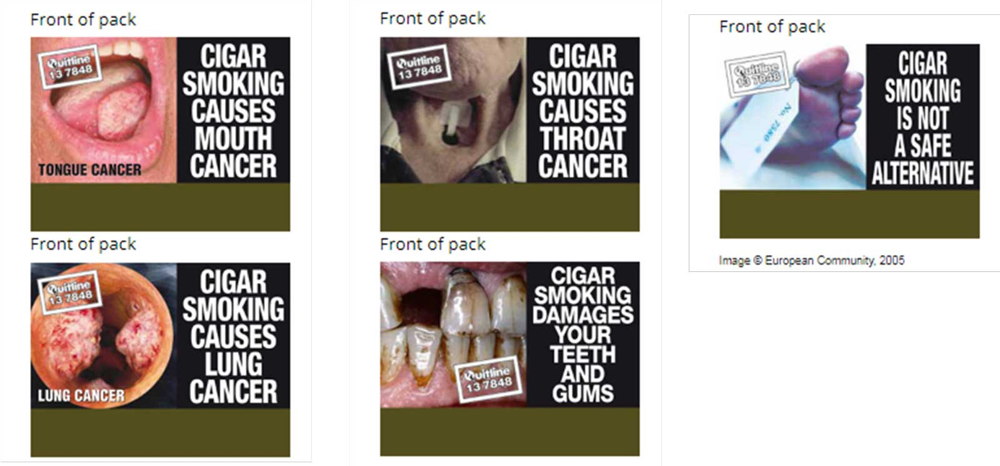 Front of pack
Quitline
13 7848
CIGAR
SMOKING
CAUSES
MOUTH
CANCER
TONGUE CANCER
Front of pack
Quitline
13 7848
CIGAR
SMOKING
CAUSES
LUNG
CANCER
LUNG CANCER
Front of pack
Quitline
13 7848
CIGAR
SMOKING
CAUSES
THROAT
CANCER
Front of pack
CIGAR
SMOKING
DAMAGES
YOUR
TEETH
AND
GUMS
Quitline
13 7848
Front of pack
Quitline
13 7848
No. 7580
CIGAR
SMOKING
IS NOT
A SAFE
ALTERNATIVE
Image © European Community, 2005